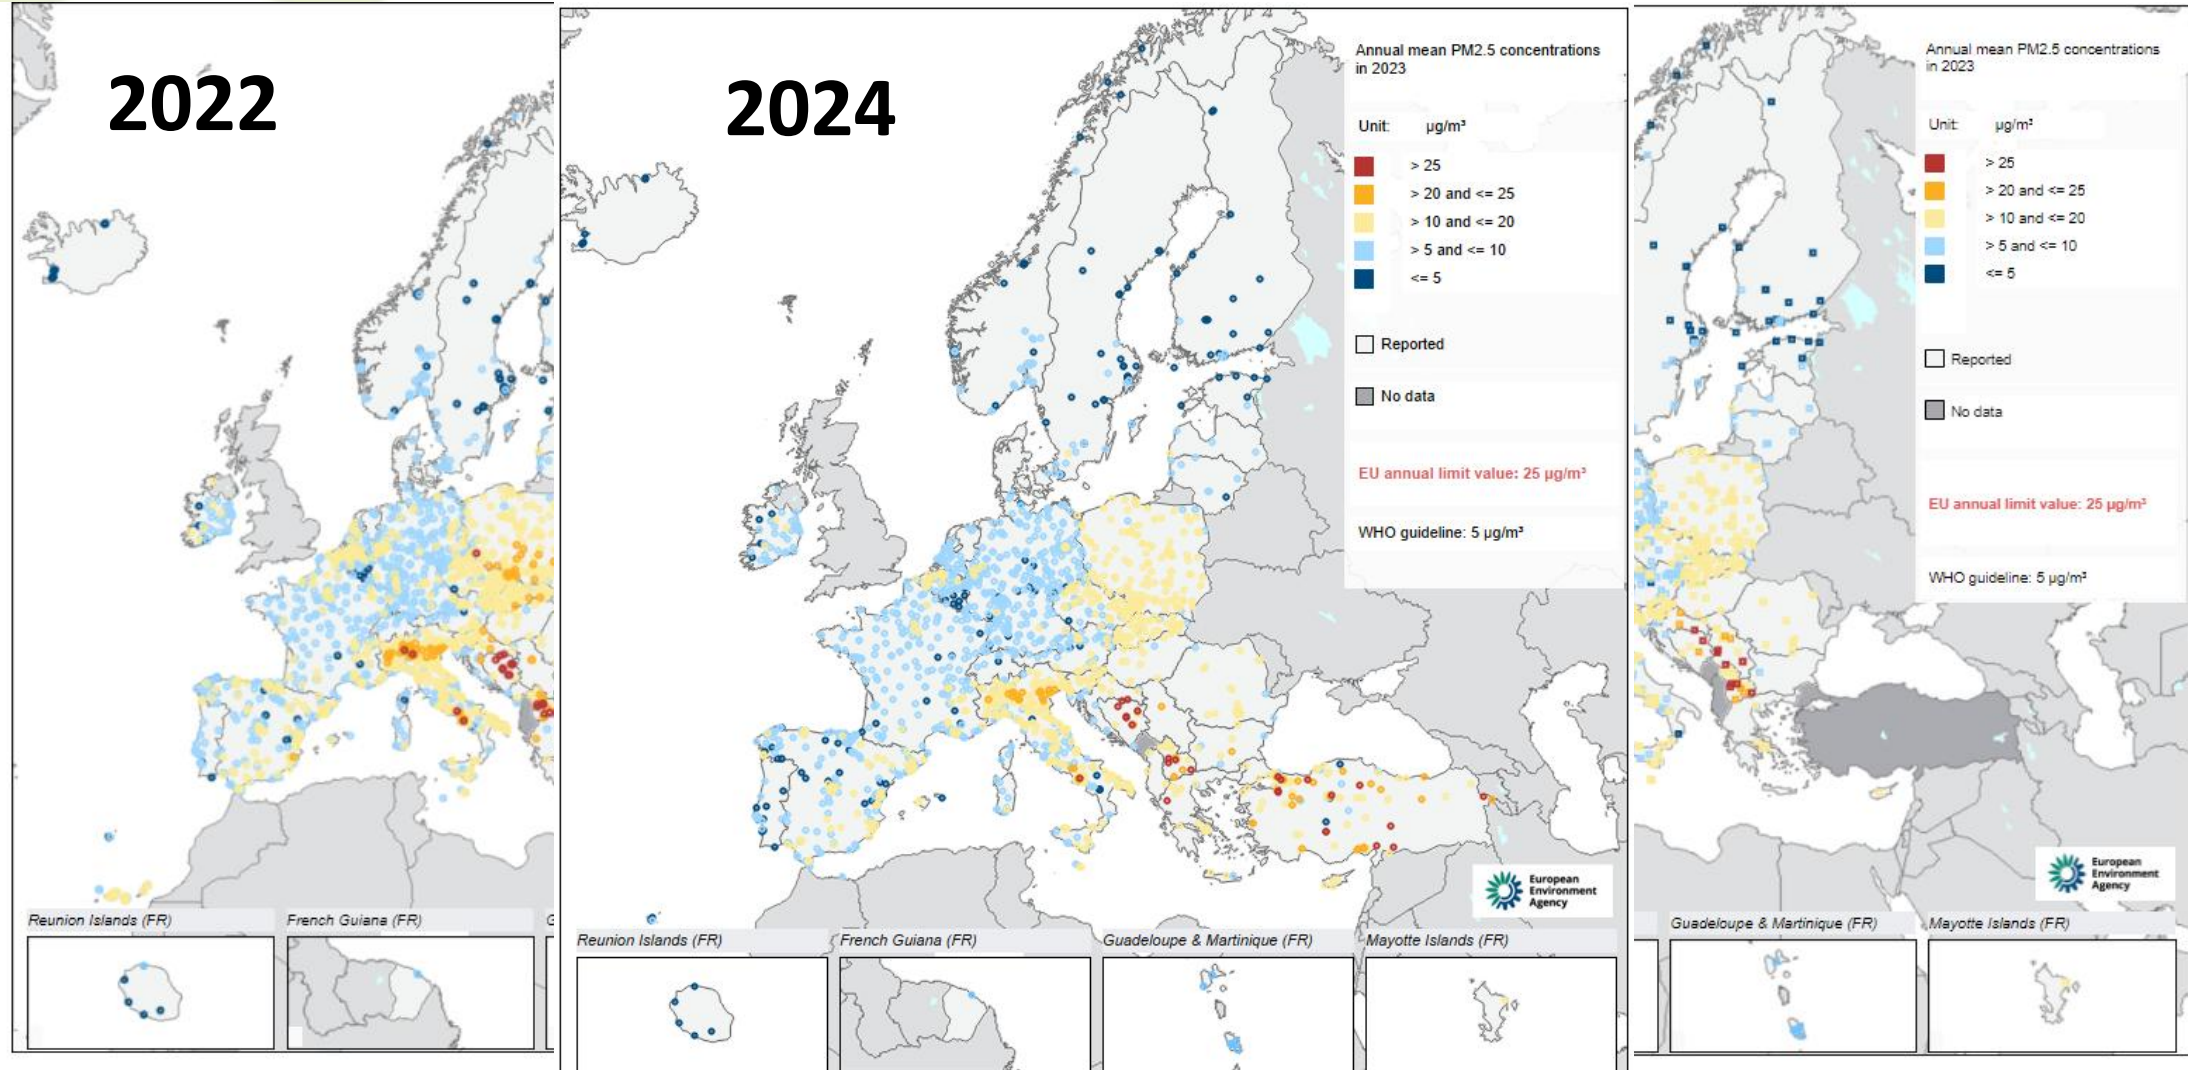 2022
Reunion Islands (FR)
French Guiana (FR)
G
2024
Annual mean PM2.5 concentrations
in 2023
Unit: µg/m³
> 25
> 20 and <= 25
> 10 and <= 20
> 5 and <= 10
<= 5
Reported
No data
EU annual limit value: 25 µg/m³
WHO guideline: 5 µg/m³
European
Environment
Agency
Reunion Islands (FR)
French Guiana (FR)
Guadeloupe & Martinique (FR)
Mayotte Islands (FR)
Annual mean PM2.5 concentrations
in 2023
Unit: µg/m³
> 25
> 20 and <= 25
> 10 and <= 20
> 5 and <= 10
<= 5
Reported
No data
EU annual limit value: 25 µg/m³
WHO guideline: 5 µg/m³
European
Environment
Agency
Guadeloupe & Martinique (FR)
Mayotte Islands (FR)